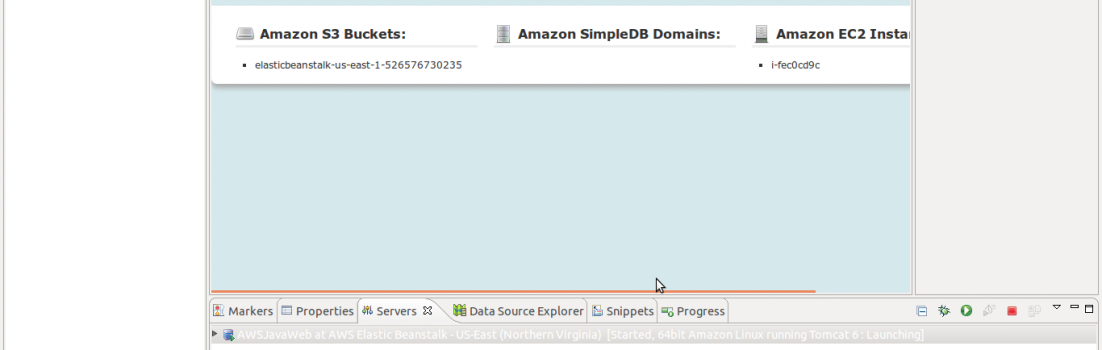 Amazon S3 Buckets: Amazon SimpleDB Domains: Amazon EC2 Insta
elasticbeanstalk-us-east-1-526576730235 i-fec0cd9c
Markers Properties Servers Data Source Explorer Snippets Progress
AWSJavaWeb at AWS Elastic Beanstalk - US-East (Northern Virginia) [Started, 64bit Amazon Linux running Tomcat 6 : Launching]